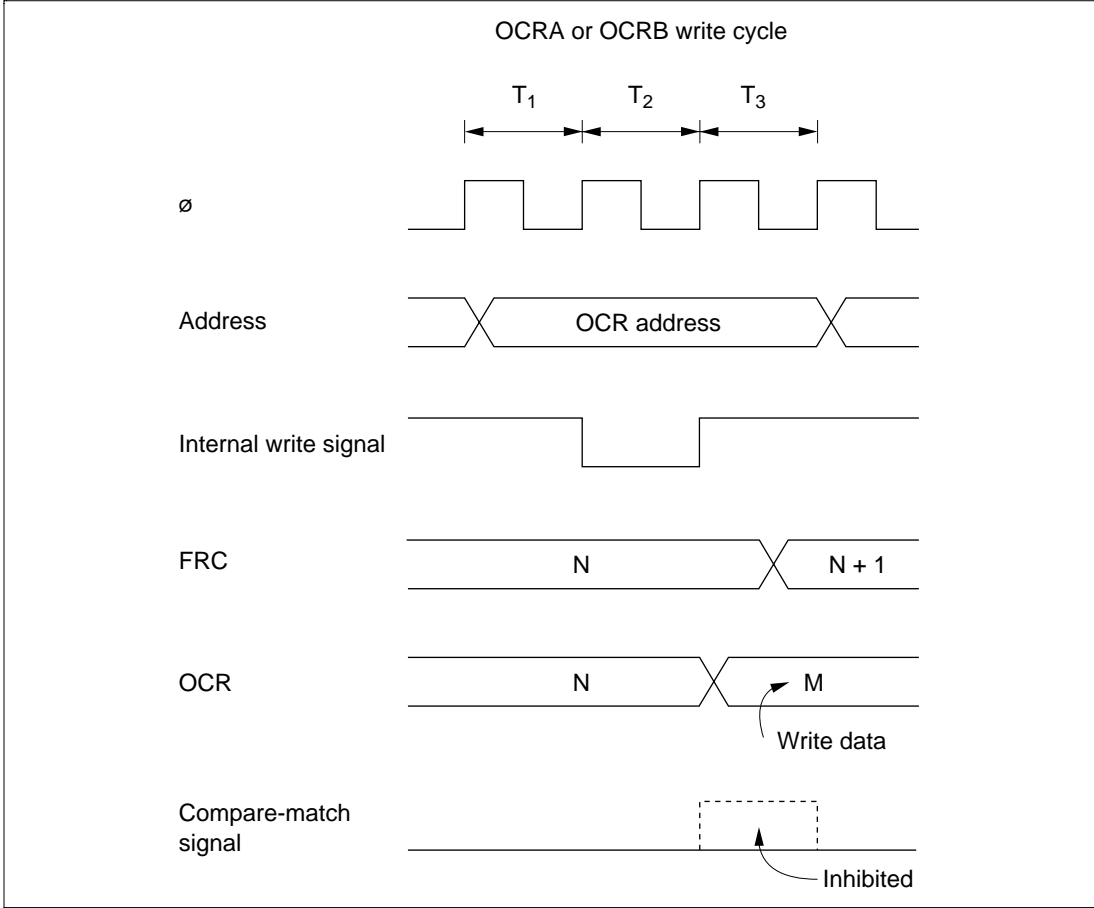 OCRA or OCRB write cycle
T1 T2 T3
ø
Address
OCR address
Internal write signal
FRC
N
N + 1
OCR
N
M
Write data
Compare-match
signal
Inhibited